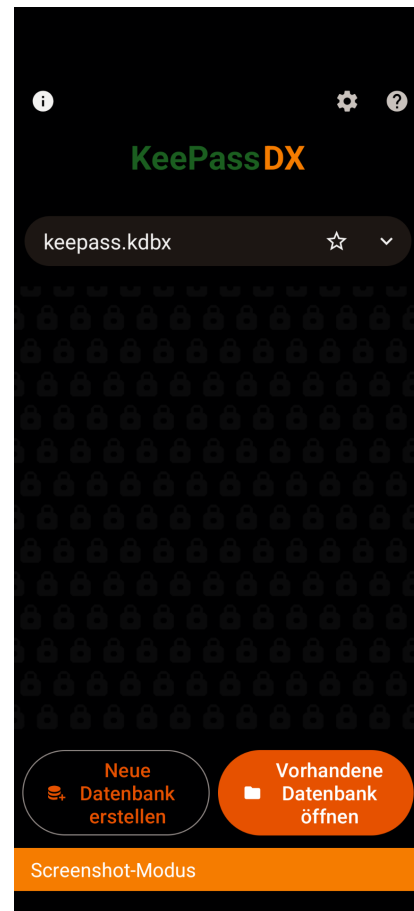 KeePassDX
keepass.kdbx
Neue
Datenbank
erstellen
Vorhandene
Datenbank
öffnen
Screenshot-Modus